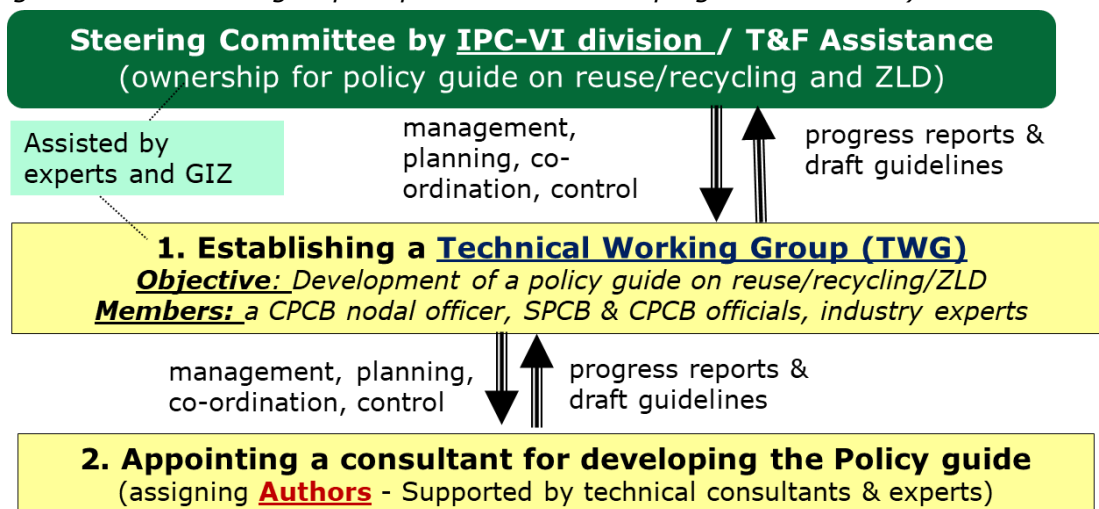 Steering Committee by IPC-VI division / T&F Assistance
(ownership for policy guide on reuse/recycling and ZLD)
Assisted by
experts and GIZ
management,
planning, co-
ordination, control
progress reports &
draft guidelines
1. Establishing a Technical Working Group (TWG)
Objective: Development of a policy guide on reuse/recycling/ZLD
Members: a CPCB nodal officer, SPCB & CPCB officials, industry experts
management, planning,
co-ordination, control
progress reports &
draft guidelines
2. Appointing a consultant for developing the Policy guide
(assigning Authors - Supported by technical consultants & experts)